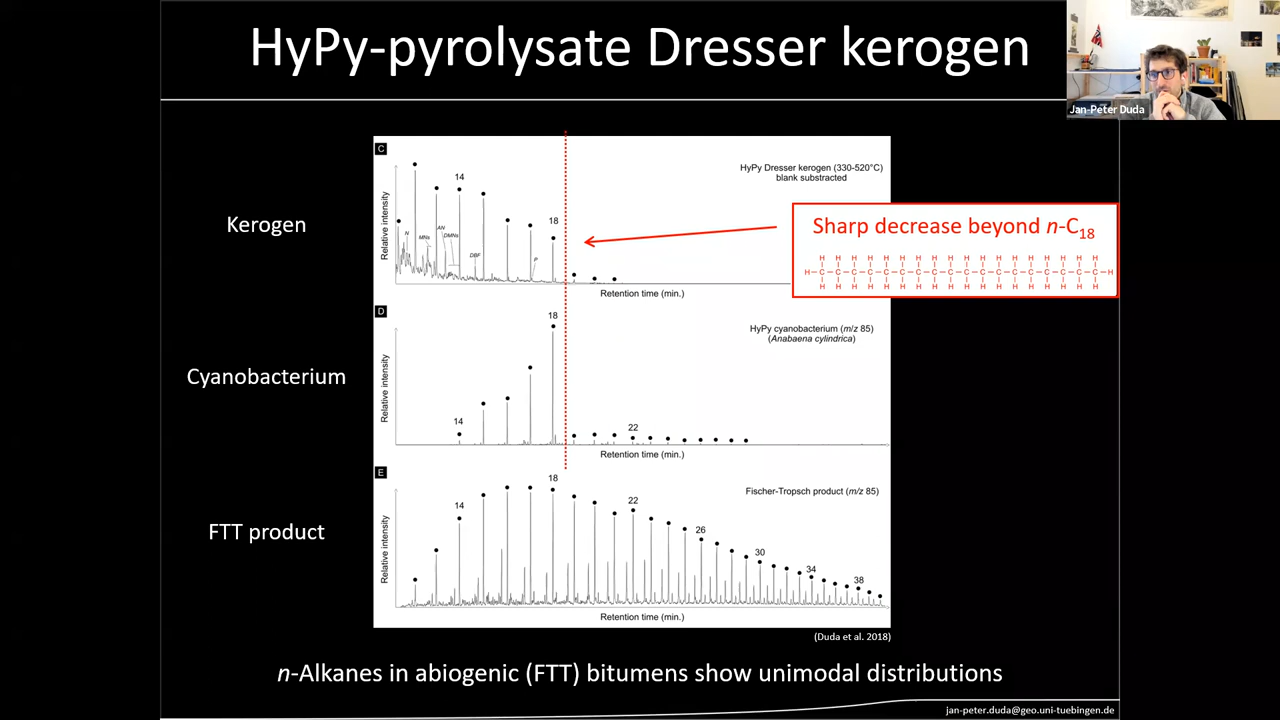 HyPy-pyrolysate Dresser kerogen
Jan-Peter Duda
Kerogen
C
HyPy Dresser kerogen (330-520°C)
blank substracted
Relative intensity
14
18
N
MNs
AN
DMNs
DBF
P
Retention time (min.)
Sharp decrease beyond n-C18
H H H H H H H H H H H H H H H H H H
H C C C C C C C C C C C C C C C C C C H
H H H H H H H H H H H H H H H H H H
Cyanobacterium
D
HyPy cyanobacterium (m/z 85)
(Anabaena cylindrica)
Relative intensity
14
18
22
Retention time (min.)
FTT product
E
Fischer-Tropsch product (m/z 85)
Relative intensity
14
18
22
26
30
34
38
Retention time (min.)
(Duda et al. 2018)
n-Alkanes in abiogenic (FTT) bitumens show unimodal distributions
jan-peter.duda@geo.uni-tuebingen.de